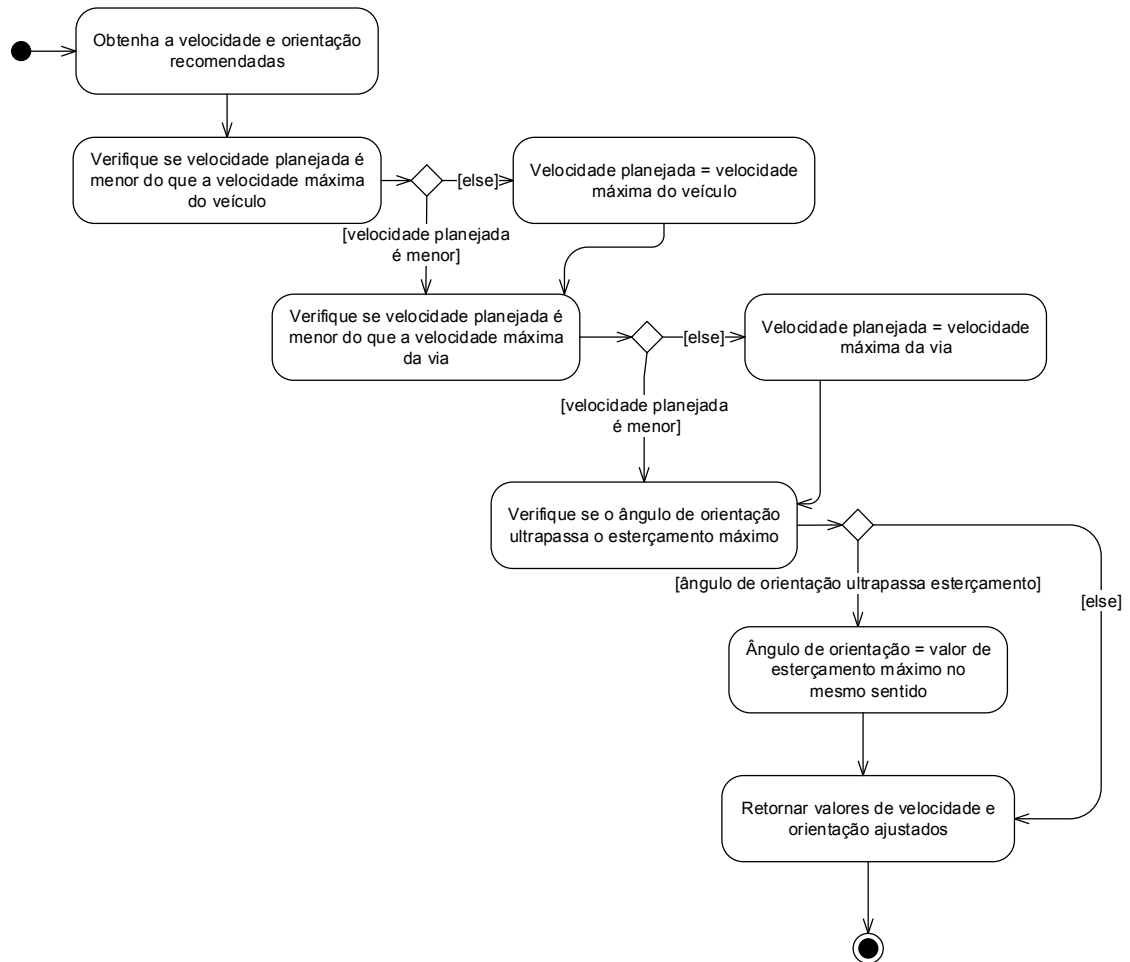 Obtenha a velocidade e orientação
recomendadas
Verifique se velocidade planejada é
menor do que a velocidade máxima
do veículo
[else]
Velocidade planejada = velocidade
máxima do veículo
[velocidade planejada
é menor]
Verifique se velocidade planejada é
menor do que a velocidade máxima
da via
[else]
Velocidade planejada = velocidade
máxima da via
[velocidade planejada
é menor]
Verifique se o ângulo de orientação
ultrapassa o esterçamento máximo
[ângulo de orientação ultrapassa esterçamento]
[else]
Ângulo de orientação = valor de
esterçamento máximo no
mesmo sentido
Retornar valores de velocidade e
orientação ajustados